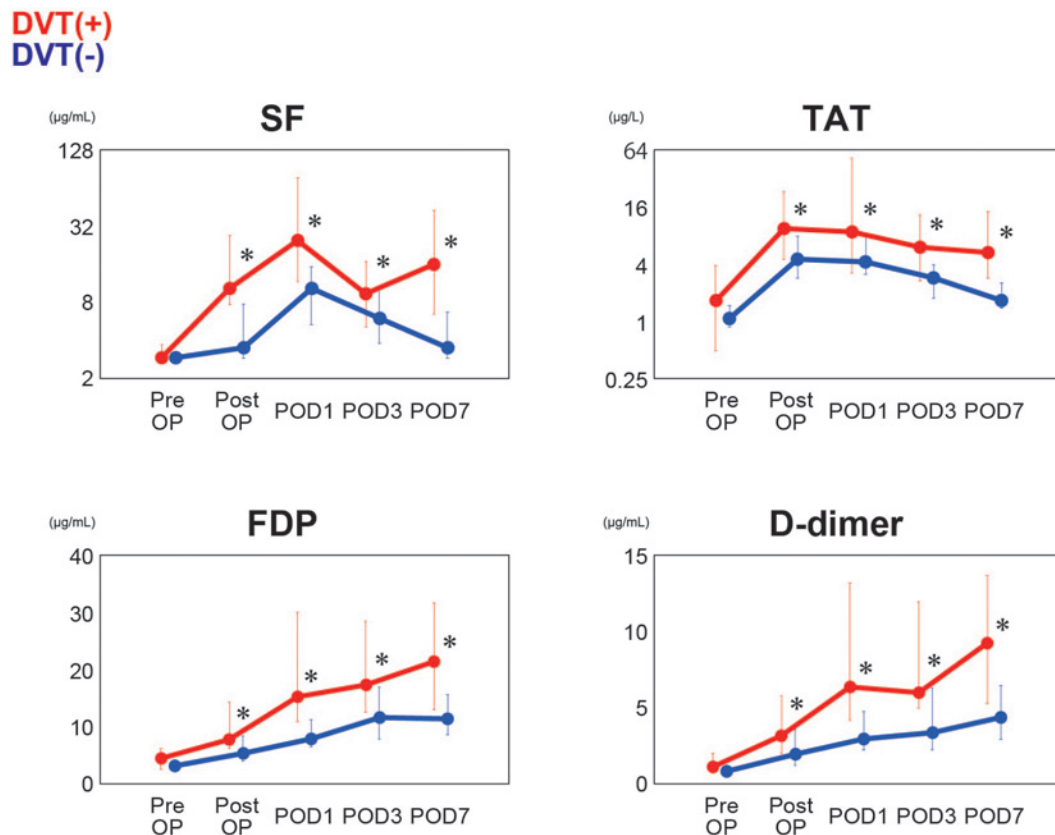 DVT(+)
DVT(-)
SF
(μg/mL)
128
32
8
2
*
*
*
*
Pre OP
Post OP
POD1
POD3
POD7
TAT
(μg/L)
64
16
4
1
0.25
*
*
*
*
Pre OP
Post OP
POD1
POD3
POD7
FDP
(μg/mL)
40
30
20
10
0
*
*
*
*
Pre OP
Post OP
POD1
POD3
POD7
D-dimer
(μg/mL)
15
10
5
0
*
*
*
*
Pre OP
Post OP
POD1
POD3
POD7